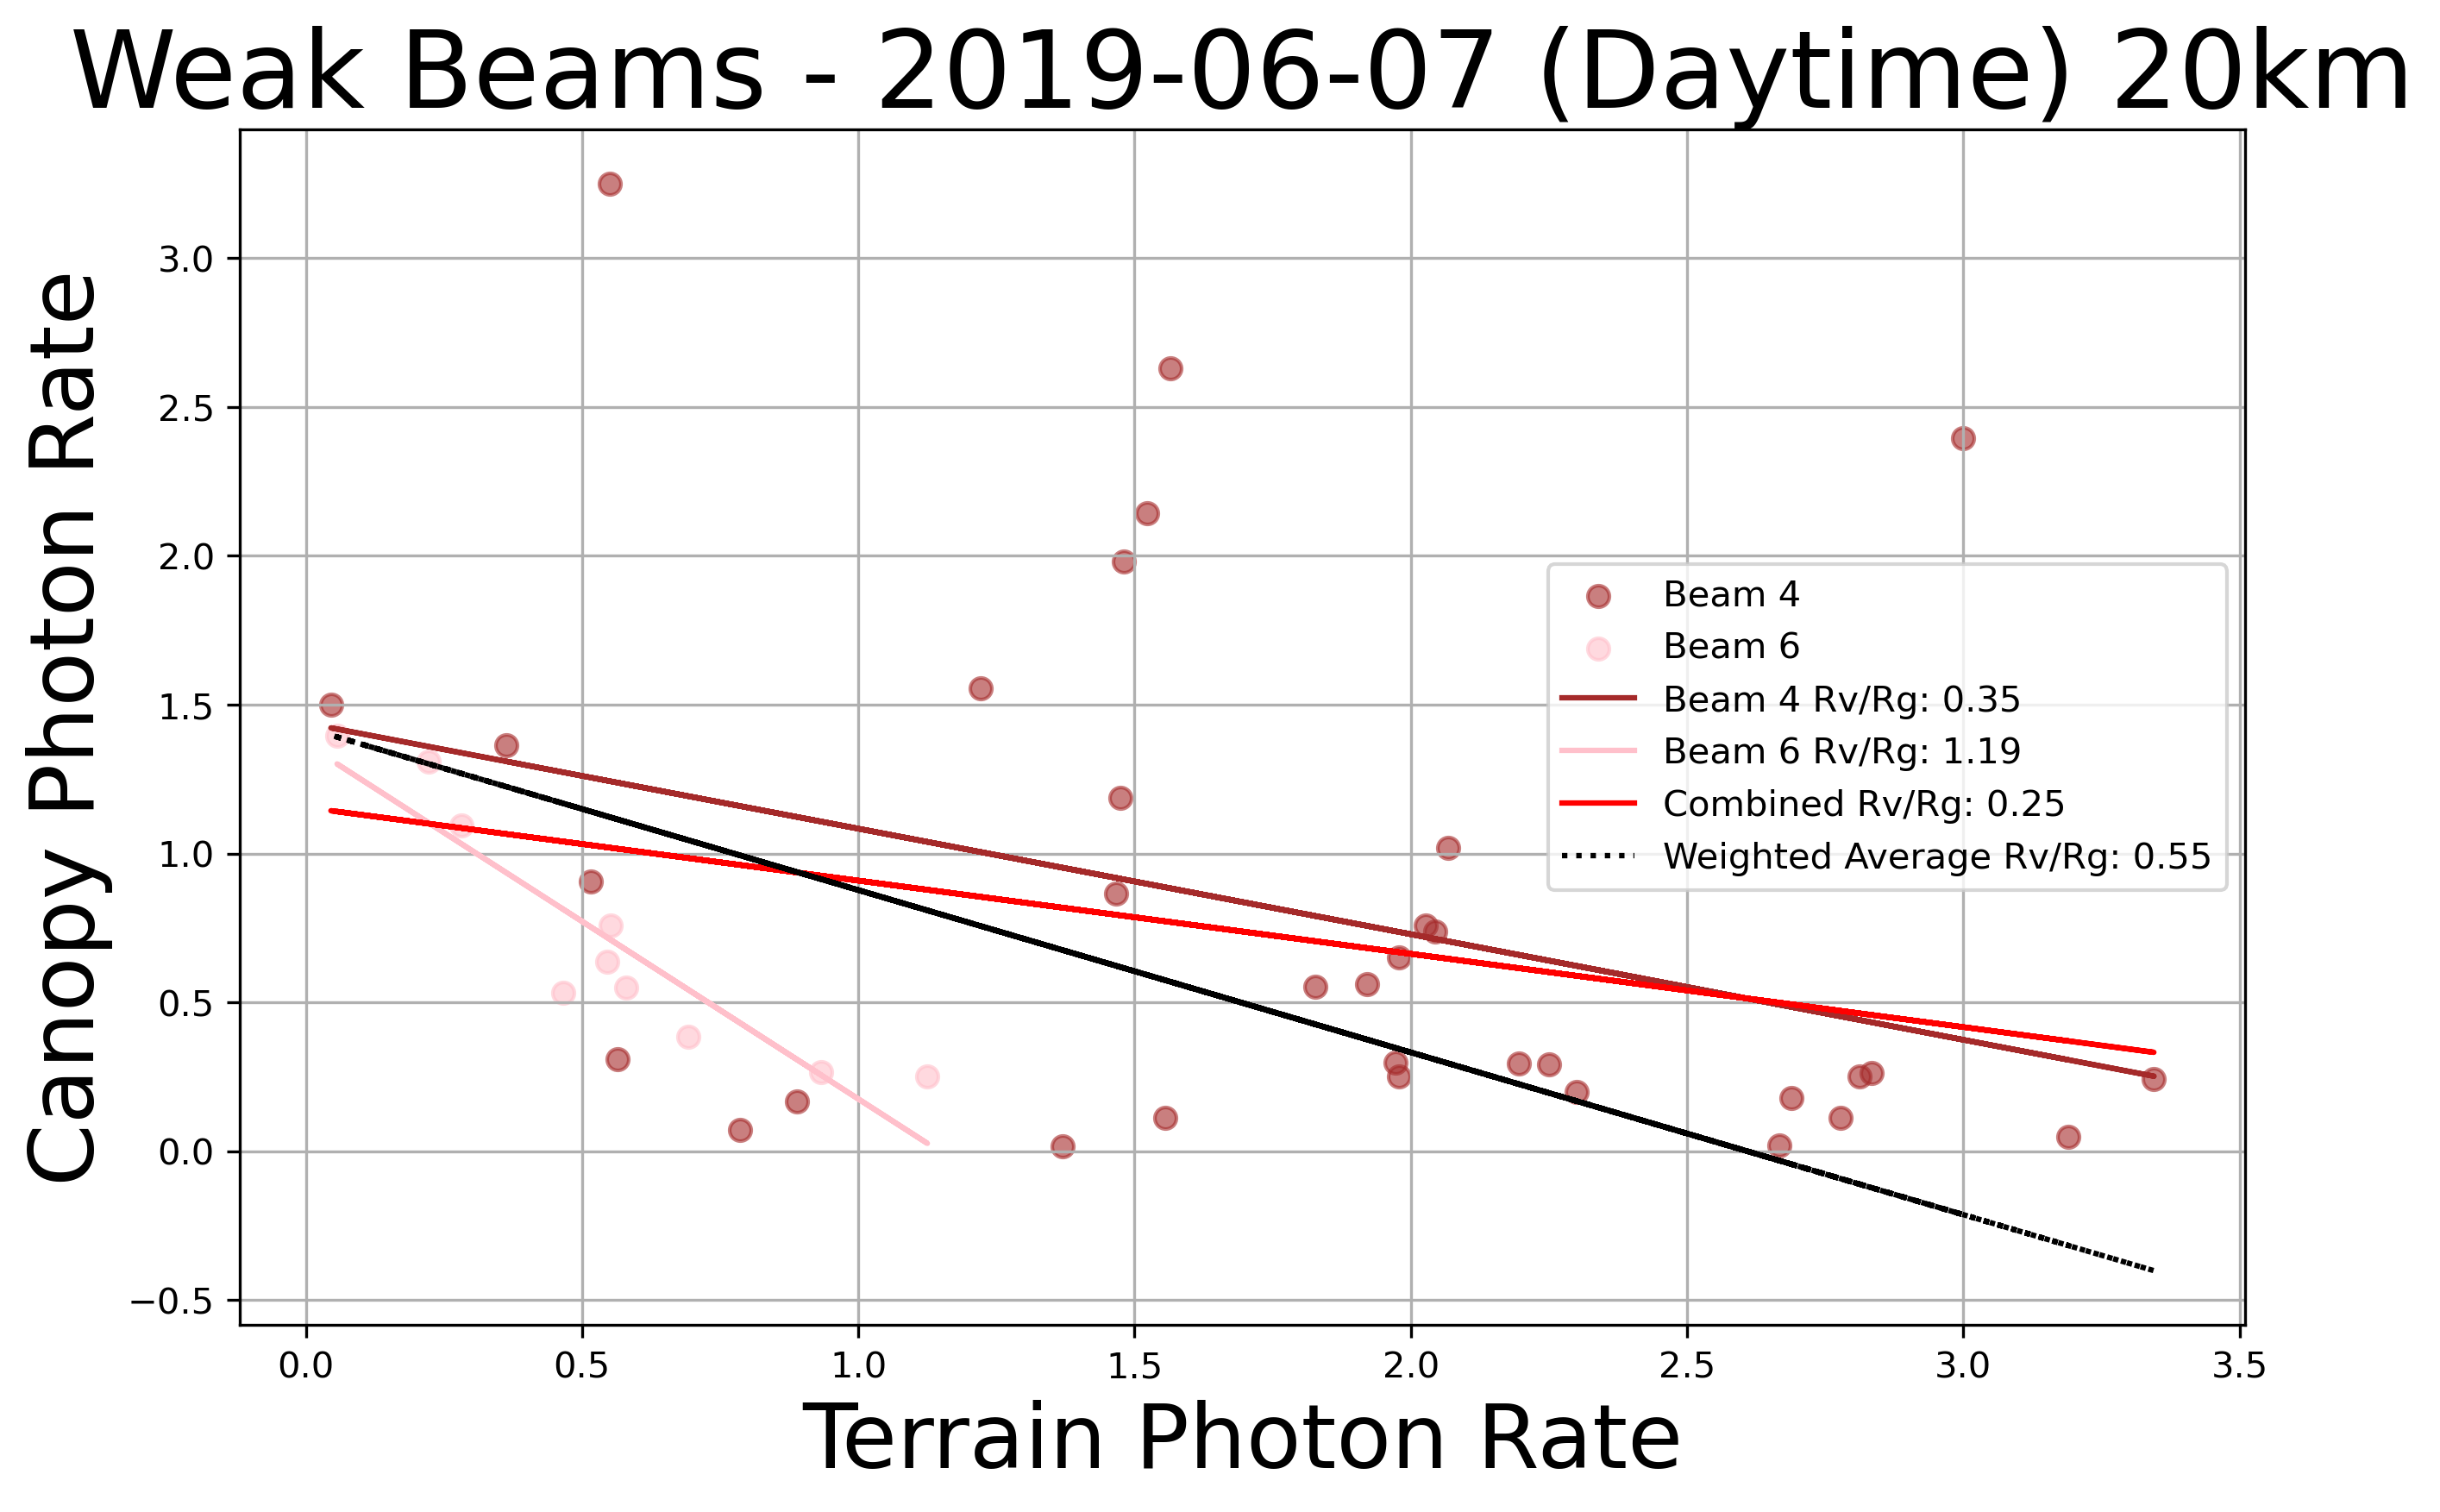 Weak Beams - 2019-06-07 (Daytime) 20km
Canopy Photon Rate
3.0
2.5
2.0
1.5
1.0
0.5
0.0
−0.5
Beam 4
Beam 6
Beam 4 Rv/Rg: 0.35
Beam 6 Rv/Rg: 1.19
Combined Rv/Rg: 0.25
Weighted Average Rv/Rg: 0.55
0.0 0.5 1.0 1.5 2.0 2.5 3.0 3.5
Terrain Photon Rate